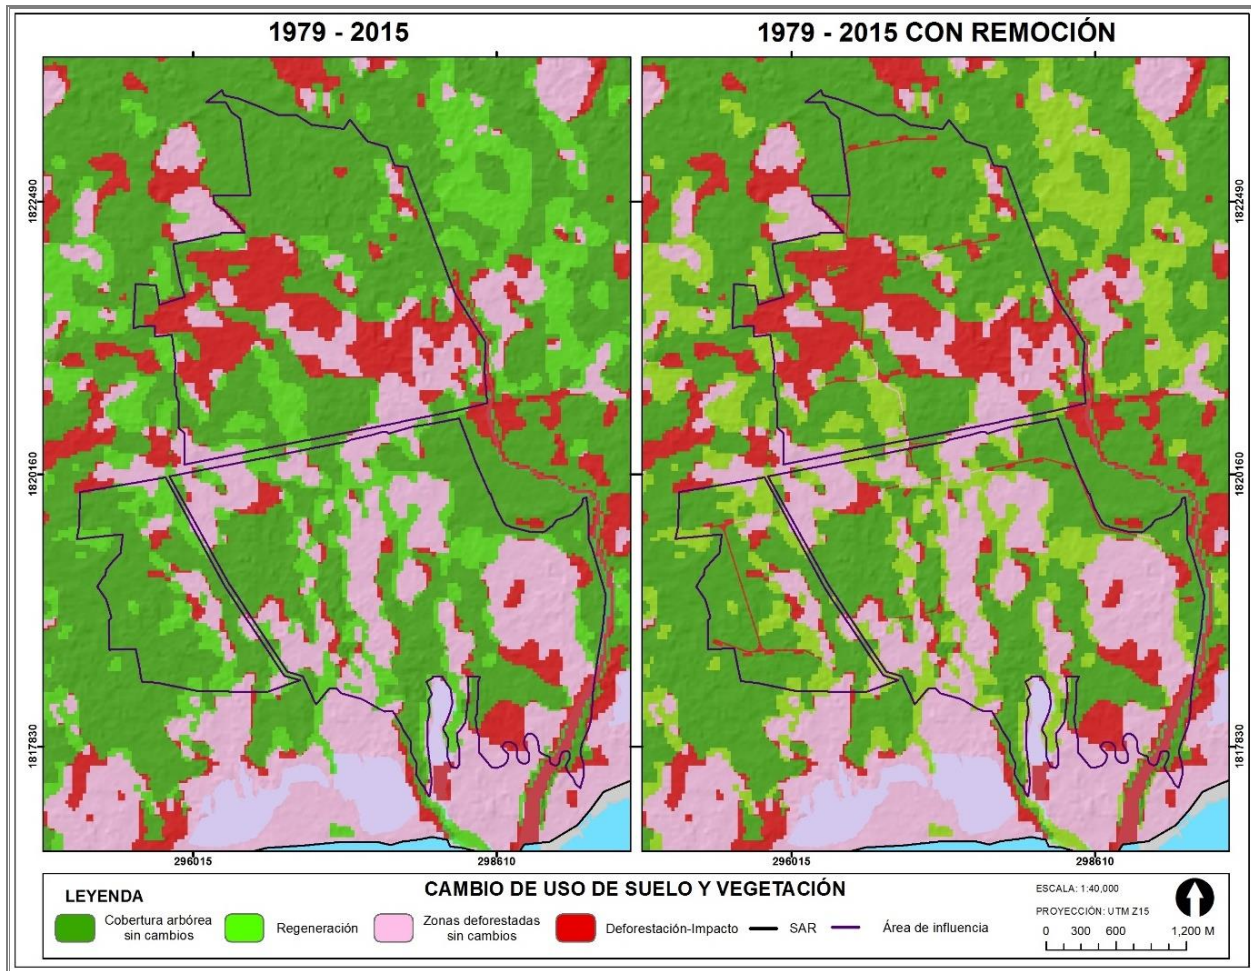 1979 - 2015
1979 - 2015 CON REMOCIÓN
1822490
1820160
1817830
1822490
1820160
1817830
296015
298610
296015
298610
LEYENDA
CAMBIO DE USO DE SUELO Y VEGETACIÓN
Cobertura arbórea
sin cambios
Regeneración
Zonas deforestadas
sin cambios
Deforestación-Impacto
SAR
Área de influencia
ESCALA: 1:40,000
PROYECCIÓN: UTM Z15
0 300 600 1,200 M